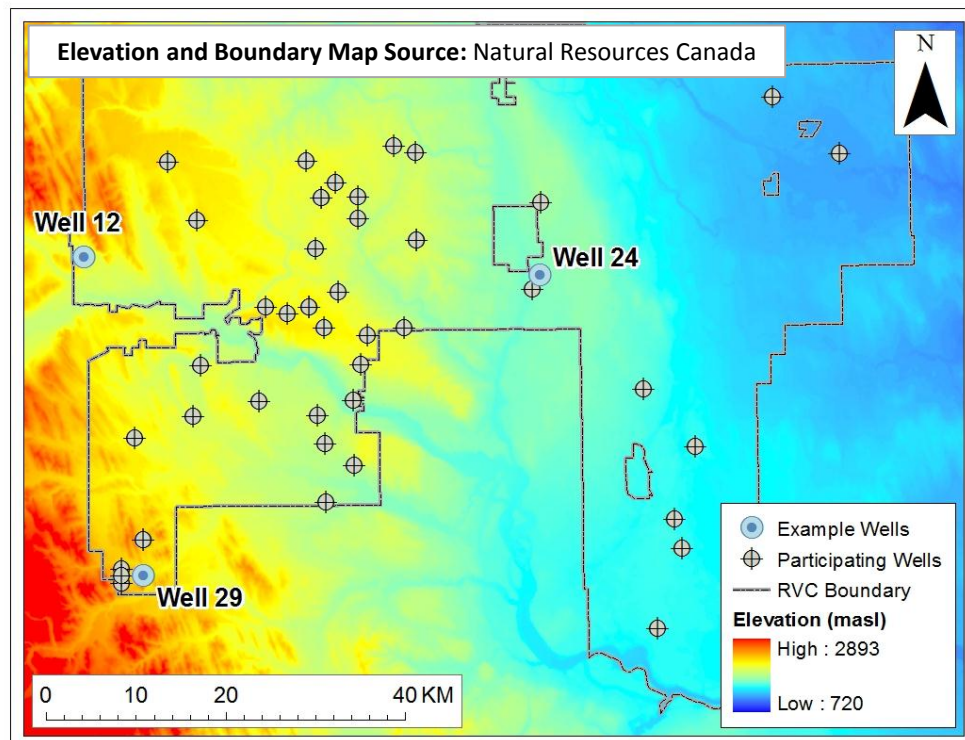 Elevation and Boundary Map Source: Natural Resources Canada
N
Well 12
Well 24
Well 29
Example Wells
Participating Wells
RVC Boundary
Elevation (masl)
High : 2893
Low : 720
0 20 40 KM